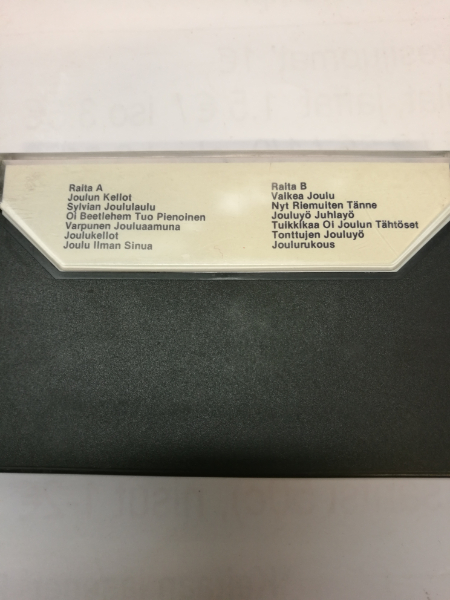 Raita A
Joulun Kellot
Sylvian Joululaulu
Oi Beetlehem Tuo Pienoinen
Varpunen Jouluaamuna
Joulukellot
Joulu Ilman Sinua
Raita B
Valkea Joulu
Nyt Riemuiten Tänne
Jouluyö Juhlayö
Tuikkikaa Oi Joulun Tähtöset
Tonttujen Jouluyö
Joulurukous